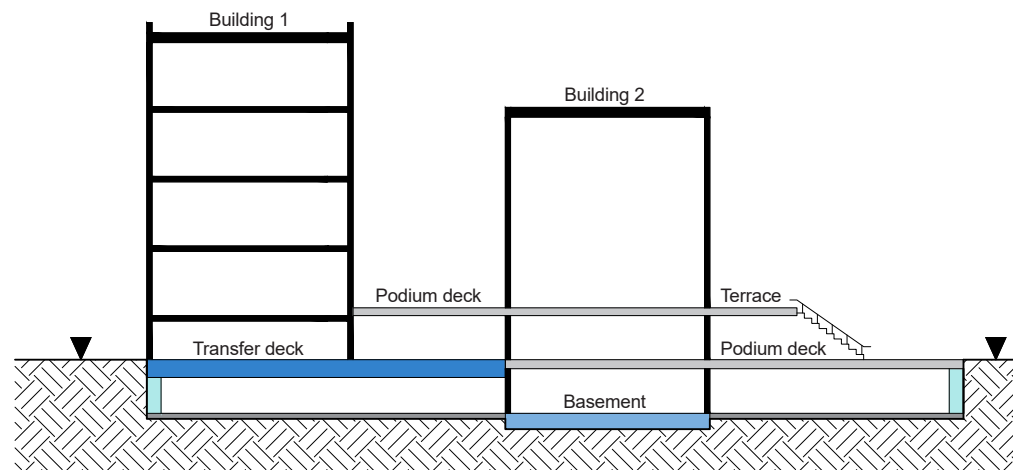 Building 1
Building 2
Podium deck
Terrace
Transfer deck
Podium deck
Basement